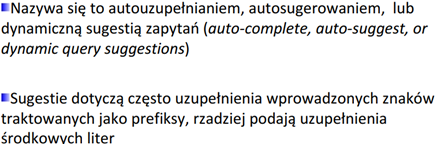 Nazywa się to autouzupełnianiem, autosugerowaniem, lub
dynamiczną sugestią zapytań (auto-complete, auto-suggest, or
dynamic query suggestions)
Sugestie dotyczą często uzupełnienia wprowadzonych znaków
traktowanych jako prefiksy, rzadziej podają uzupełnienia
środkowych liter